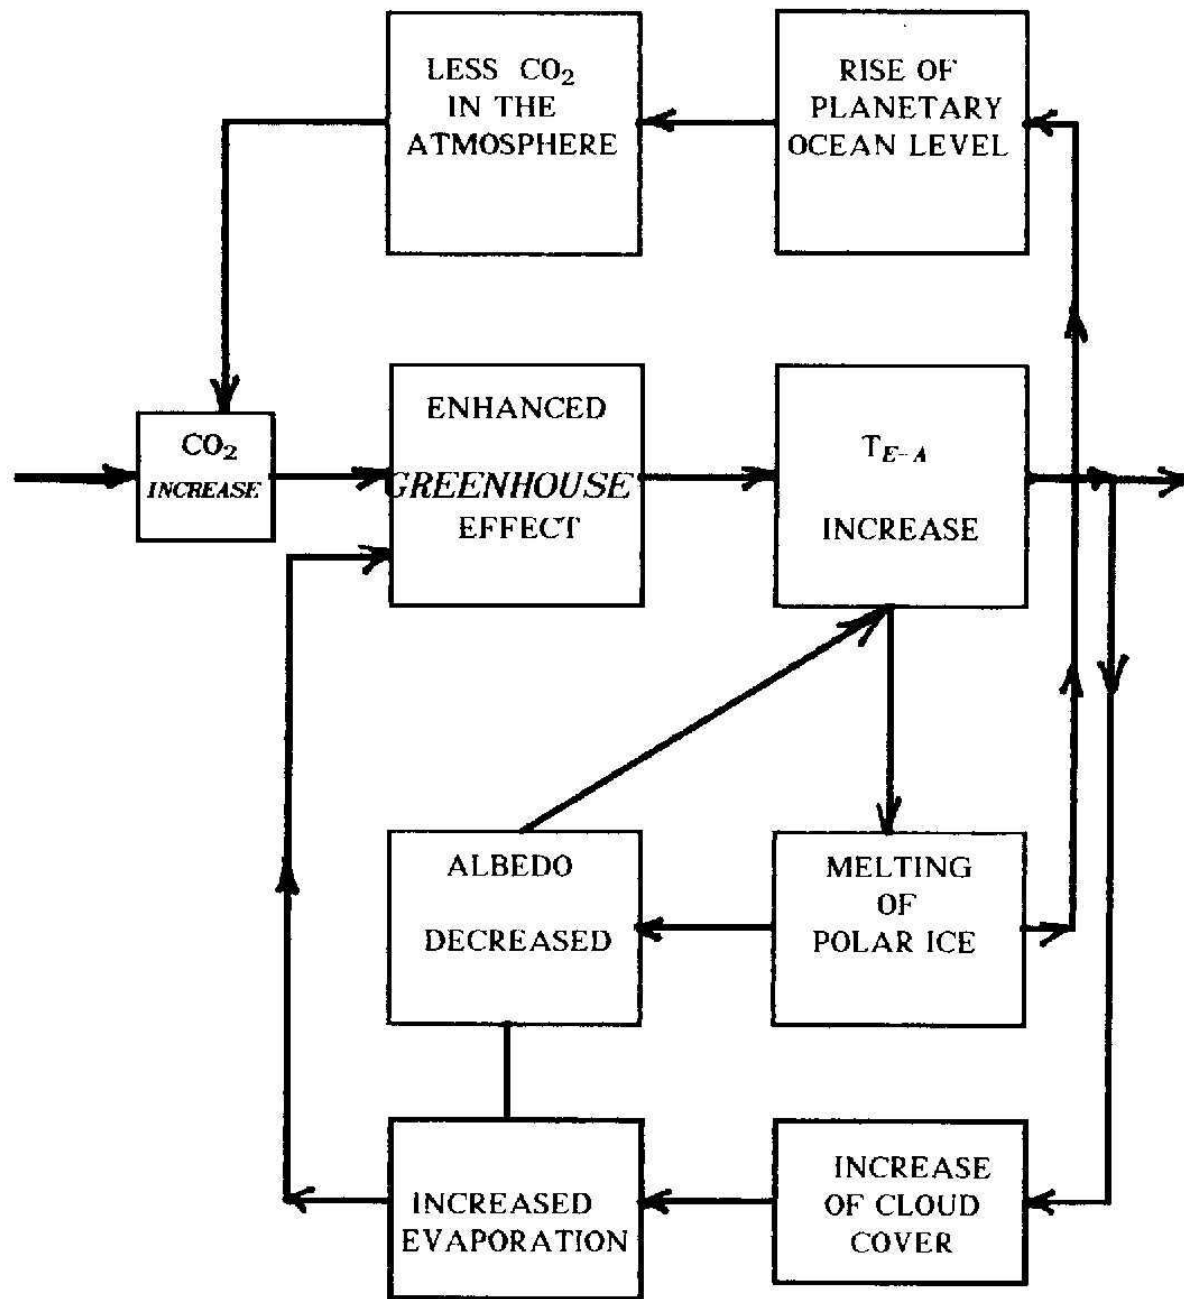 LESS CO₂
IN THE
ATMOSPHERE
RISE OF
PLANETARY
OCEAN LEVEL
CO₂
INCREASE
ENHANCED
GREENHOUSE
EFFECT
T_{E-A}
INCREASE
ALBEDO
DECREASED
MELTING
OF
POLAR ICE
INCREASED
EVAPORATION
INCREASE
OF CLOUD
COVER